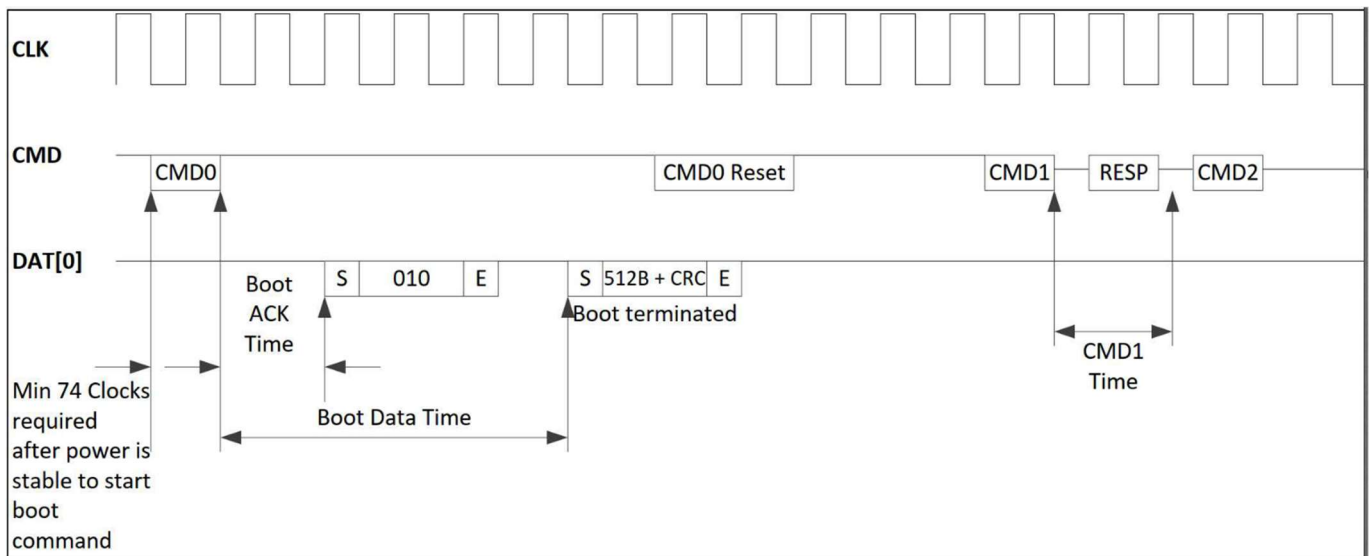 CLK
CMD
CMD0
CMD0 Reset
CMD1
RESP
CMD2
DAT[0]
Boot
ACK
Time
S
010
E
S
512B + CRC
E
Boot terminated
CMD1
Time
Min 74 Clocks
required
after power is
stable to start
boot
command
Boot Data Time